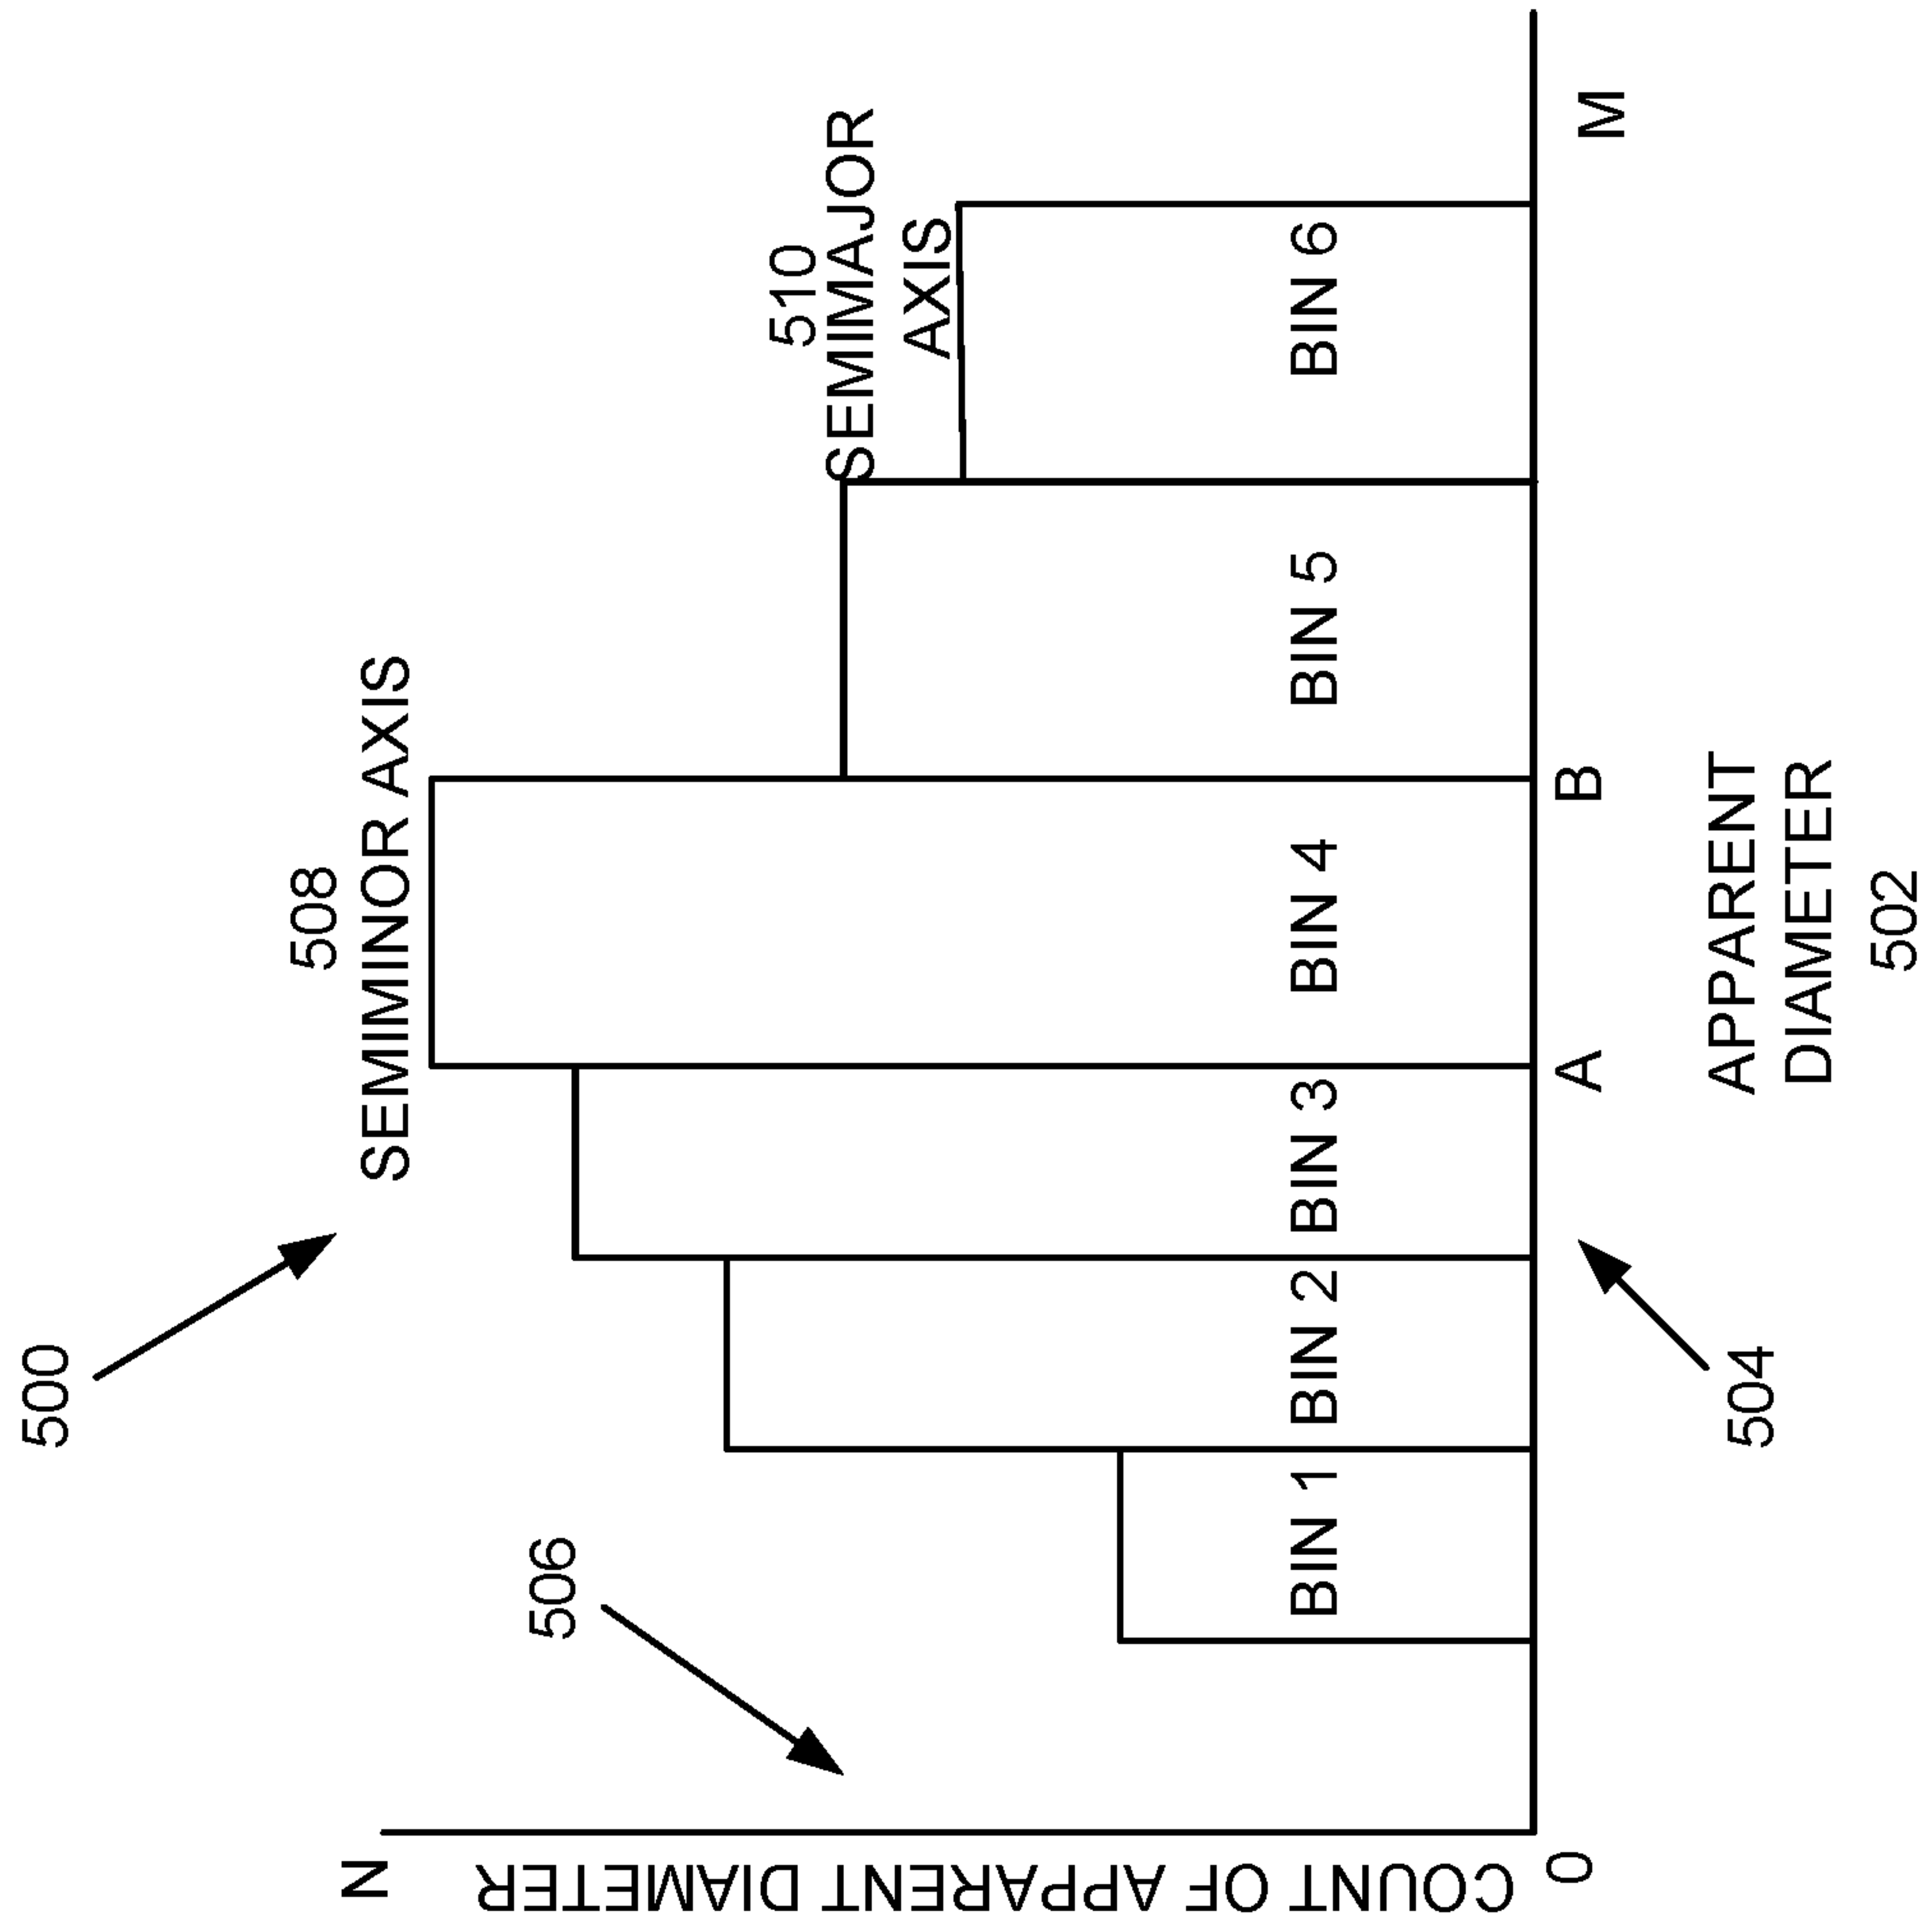 500
508
SEMIMINOR AXIS
510
SEMIMAJOR
AXIS
506
N
COUNT OF APPARENT DIAMETER
BIN 1
BIN 2
BIN 3
BIN 4
BIN 5
BIN 6
0
A
B
M
504
APPARENT
DIAMETER
502